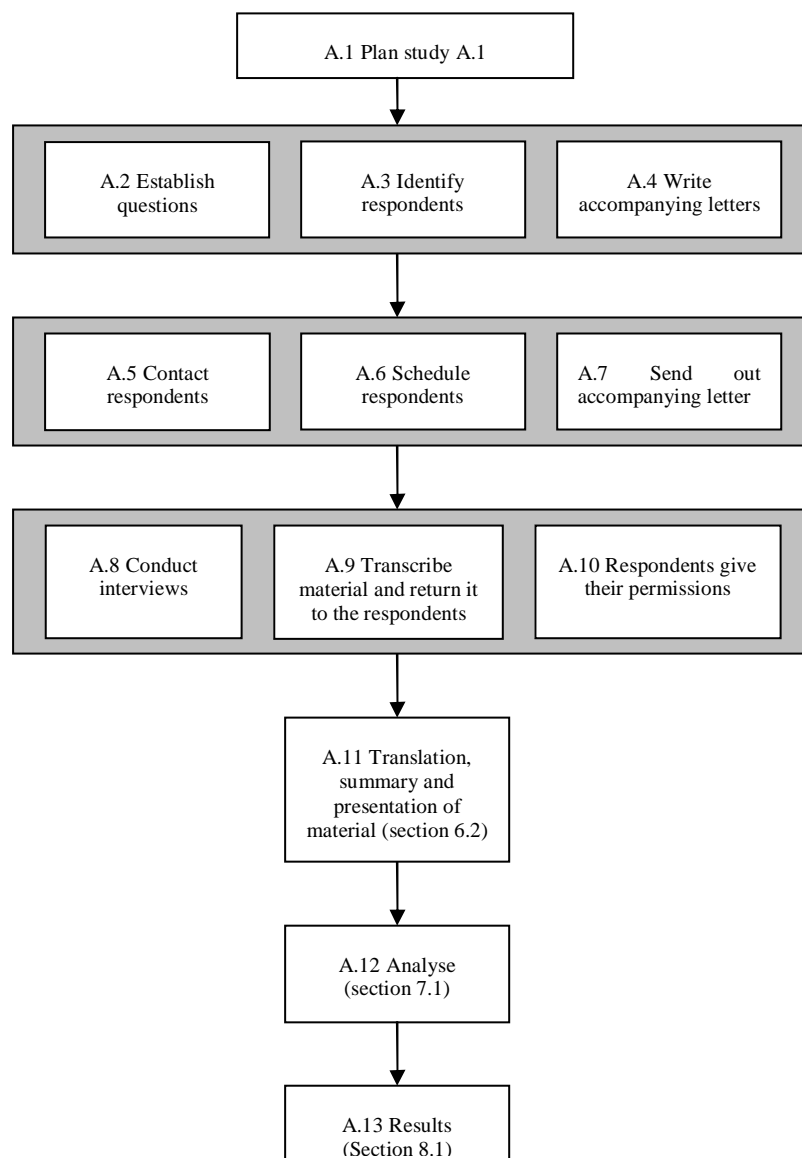 A.1 Plan study A.1
A.2 Establish
questions
A.3 Identify
respondents
A.4 Write
accompanying letters
A.5 Contact
respondents
A.6 Schedule
respondents
A.7 Send out
accompanying letter
A.8 Conduct
interviews
A.9 Transcribe
material and return it
to the respondents
A.10 Respondents give
their permissions
A.11 Translation,
summary and
presentation of
material (section 6.2)
A.12 Analyse
(section 7.1)
A.13 Results
(Section 8.1)